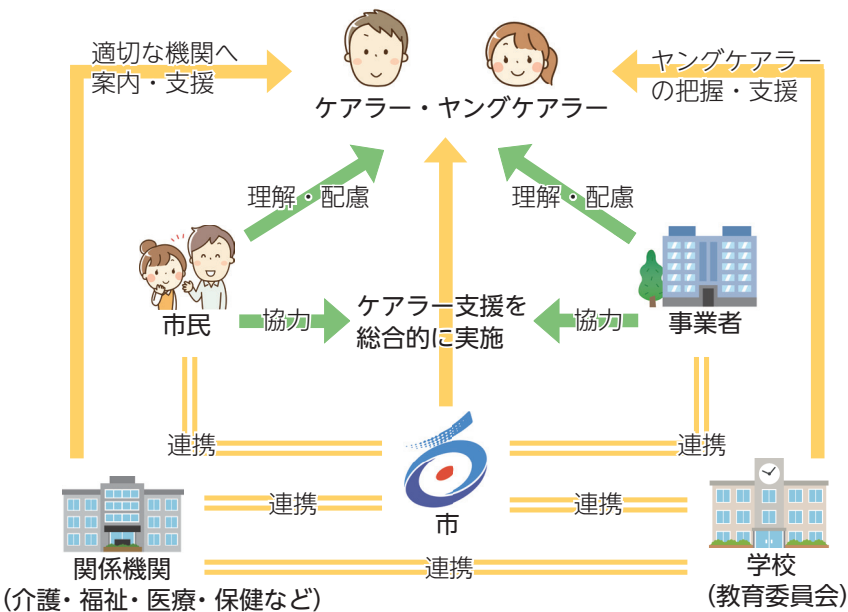 適切な機関へ
案内・支援
ヤングケアラー
の把握・支援
ケアラー・ヤングケアラー
理解・配慮
理解・配慮
市民
協力
ケアラー支援を
総合的に実施
協力
事業者
連携
連携
連携
市
連携
関係機関
(介護・福祉・医療・保健など)
連携
学校
(教育委員会)